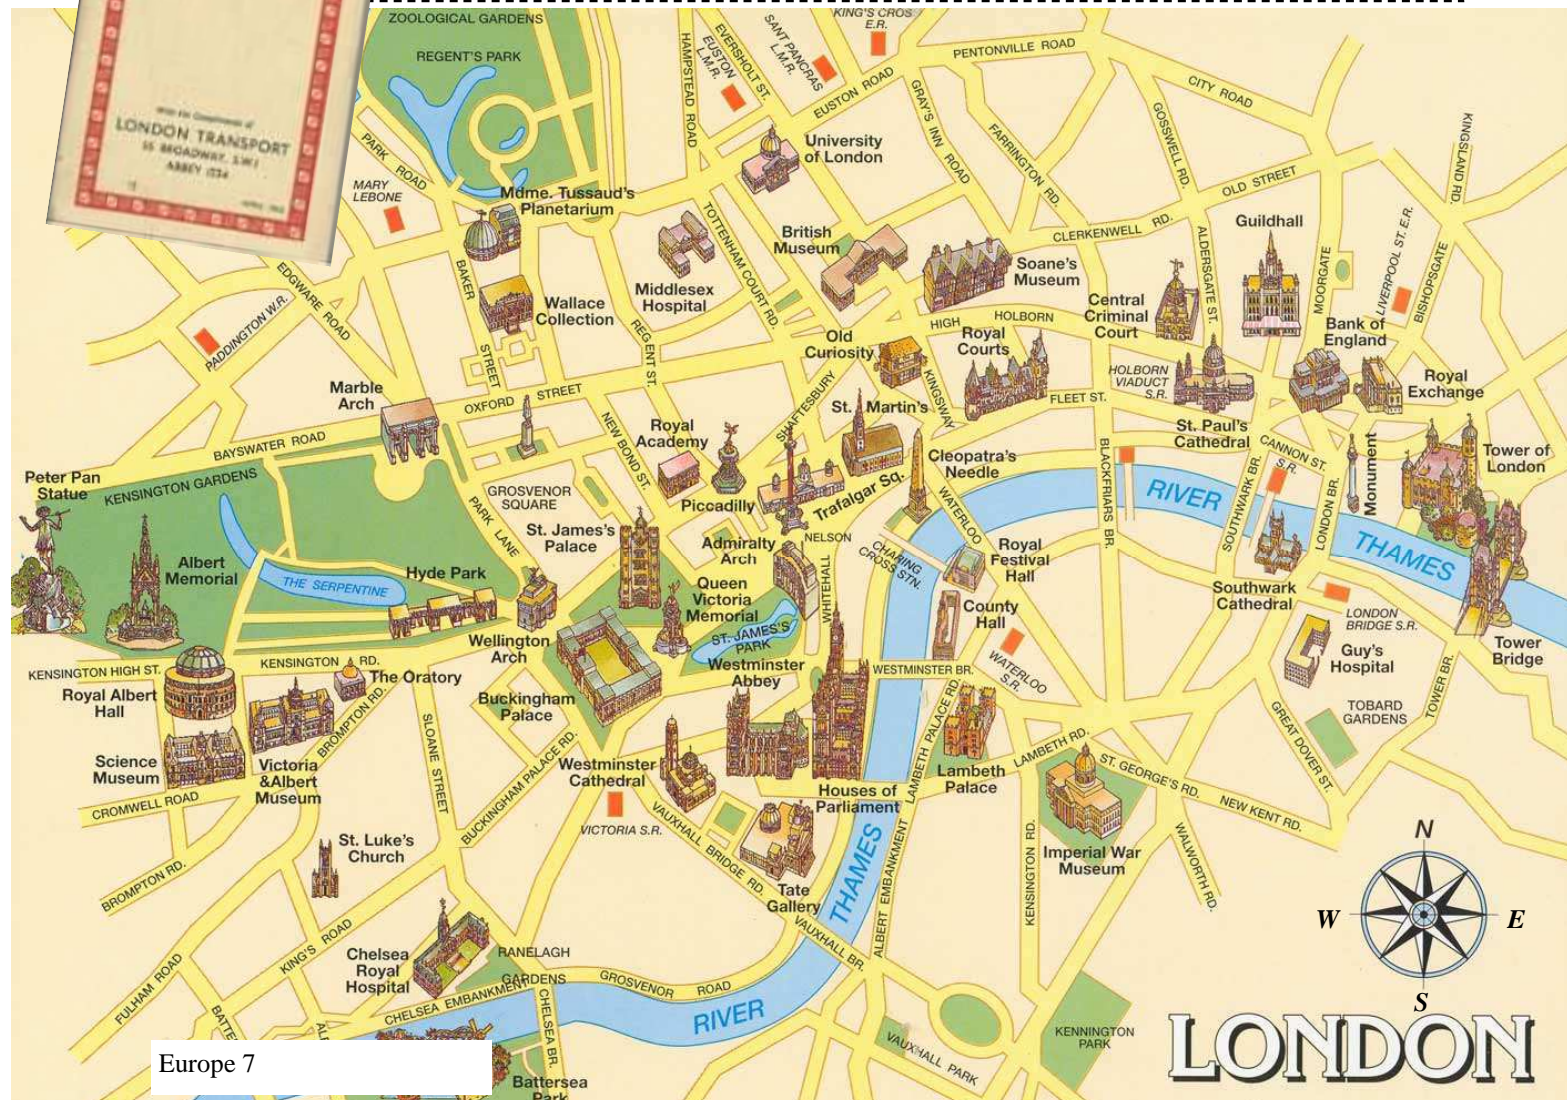 LONDON TRANSPORT
55 BROADWAY, S.W.1
ZOOLOGICAL GARDENS
REGENT'S PARK
HAMPSTEAD ROAD
EVERSHOLT ST.
EUSTON
L.M.R.
SANT PANCRAS
L.M.R.
KING'S CROS
E.R.
EUSTON ROAD
PENTONVILLE ROAD
CITY ROAD
GRAY'S INN ROAD
FARRINGTON RD.
GOSSWELL RD.
OLD STREET
KINGSLAND RD.
PARK ROAD
MARY
LEBONE
Mdme. Tussaud's
Planetarium
University
of London
TOTTENHAM COURT RD.
British
Museum
CLERKENWELL RD.
ALDERSGATE ST.
Guildhall
MOORGATE
LIVERPOOL ST. E.R.
BISHOPSGATE
EDGWARE ROAD
PADDINGTON W.R.
BAKER
STREET
Wallace
Collection
Middlesex
Hospital
REGENT ST.
Soane's
Museum
Central
Criminal
Court
HIGH HOLBORN
Old
Curiosity
Royal
Courts
KINGSWAY
HOLBORN
VIADUCT
S.R.
Bank of
England
Royal
Exchange
Marble
Arch
OXFORD STREET
NEW BOND ST.
SHAFTESBURY
St. Martin's
FLEET ST.
St. Paul's
Cathedral
CANNON ST.
S.R.
BAYSWATER ROAD
Royal
Academy
Piccadilly
Trafalgar Sq.
Cleopatra's
Needle
BLACKFRIARS BR.
RIVER
SOUTHWARK BR.
LONDON BR.
Monument
THAMES
Tower of
London
Peter Pan
Statue
KENSINGTON GARDENS
PARK LANE
GROSVENOR
SQUARE
St. James's
Palace
Admiralty
Arch
NELSON
WHITEHALL
CHARING
CROSS STN.
WATERLOO
Royal
Festival
Hall
Albert
Memorial
THE SERPENTINE
Hyde Park
Queen
Victoria
Memorial
ST. JAMES'S
PARK
County
Hall
WATERLOO
S.R.
Southwark
Cathedral
LONDON
BRIDGE S.R.
Guy's
Hospital
Tower
Bridge
TOWER BR.
Wellington
Arch
Westminster
Abbey
WESTMINSTER BR.
KENSINGTON HIGH ST.
KENSINGTON RD.
The Oratory
Royal Albert
Hall
BROMPTON RD.
Buckingham
Palace
BUCKINGHAM PALACE RD.
SLOANE STREET
LAMBETH PALACE RD.
LAMBETH RD.
ST. GEORGE'S RD.
NEW KENT RD.
GREAT DOVER ST.
TOBARD
GARDENS
Science
Museum
Victoria
&Albert
Museum
CROMWELL ROAD
Westminster
Cathedral
VICTORIA S.R.
Houses of
Parliament
Lambeth
Palace
VAUXHALL BRIDGE RD.
THAMES
ALBERT EMBANKMENT
KENSINGTON RD.
Imperial War
Museum
WALWORTH RD.
St. Luke's
Church
BROMPTON RD.
Tate
Gallery
VAUXHALL BR.
KING'S ROAD
FULHAM ROAD
Chelsea
Royal
Hospital
RANELAGH
GARDENS
CHELSEA EMBANKMENT
GROSVENOR ROAD
CHELSEA BR.
RIVER
VAUXHALL PARK
KENNINGTON
PARK
Battersea
Park
BATTE
N
W
E
S
LONDON
Europe 7